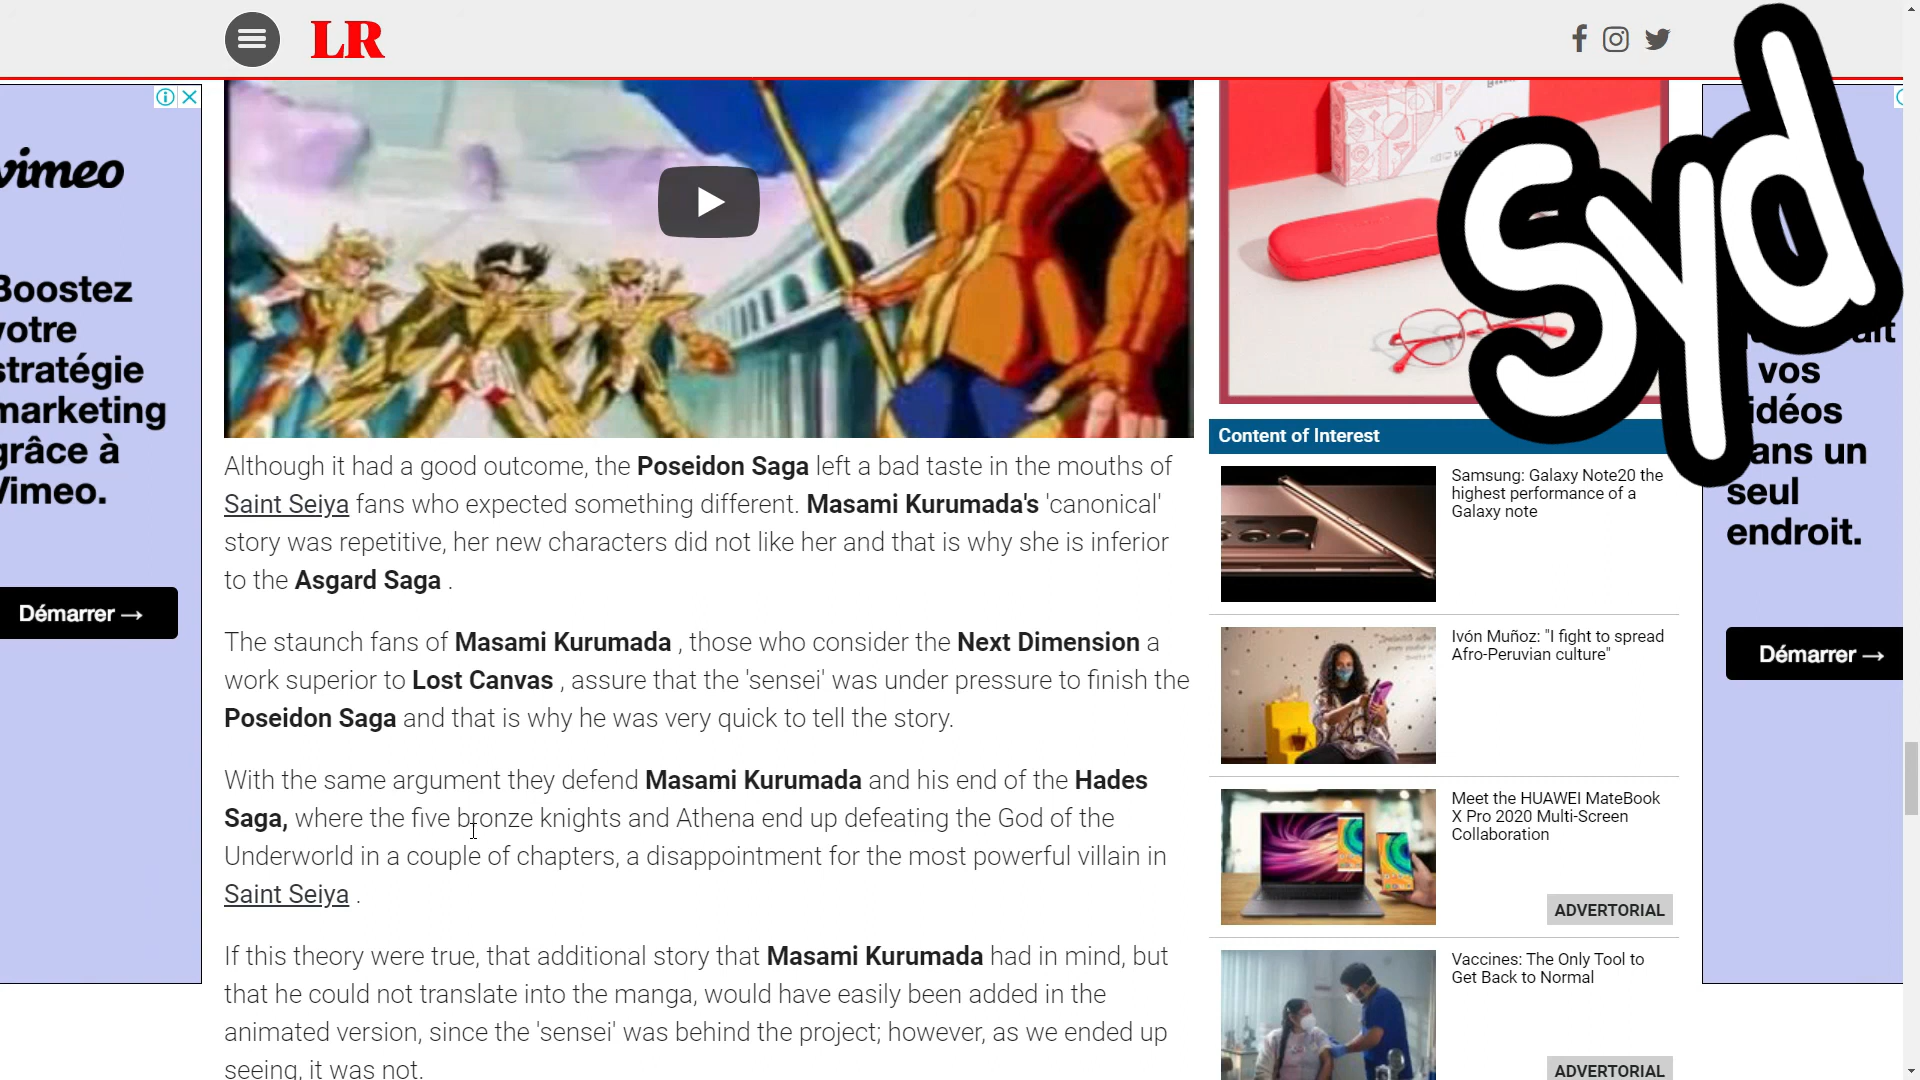 LR
syd
vimeo
Boostez
votre
stratégie
marketing
grâce à
Vimeo.
Démarrer →
Although it had a good outcome, the Poseidon Saga left a bad taste in the mouths of
Saint Seiya fans who expected something different. Masami Kurumada's 'canonical'
story was repetitive, her new characters did not like her and that is why she is inferior
to the Asgard Saga .
The staunch fans of Masami Kurumada , those who consider the Next Dimension a
work superior to Lost Canvas , assure that the 'sensei' was under pressure to finish the
Poseidon Saga and that is why he was very quick to tell the story.
With the same argument they defend Masami Kurumada and his end of the Hades
Saga, where the five bronze knights and Athena end up defeating the God of the
Underworld in a couple of chapters, a disappointment for the most powerful villain in
Saint Seiya .
If this theory were true, that additional story that Masami Kurumada had in mind, but
that he could not translate into the manga, would have easily been added in the
animated version, since the 'sensei' was behind the project; however, as we ended up
seeing, it was not.
Content of Interest
Samsung: Galaxy Note20 the
highest performance of a
Galaxy note
Ivón Muñoz: "I fight to spread
Afro-Peruvian culture"
Meet the HUAWEI MateBook
X Pro 2020 Multi-Screen
Collaboration
ADVERTORIAL
Vaccines: The Only Tool to
Get Back to Normal
ADVERTORIAL
vos
idéos
ans un
seul
endroit.
Démarrer →